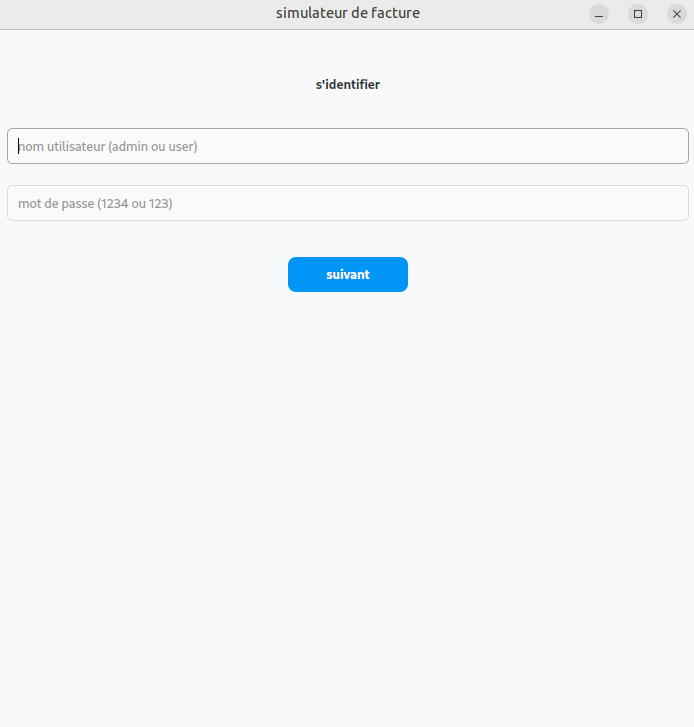 simulateur de facture
s'identifier
nom utilisateur (admin ou user)
mot de passe (1234 ou 123)
suivant